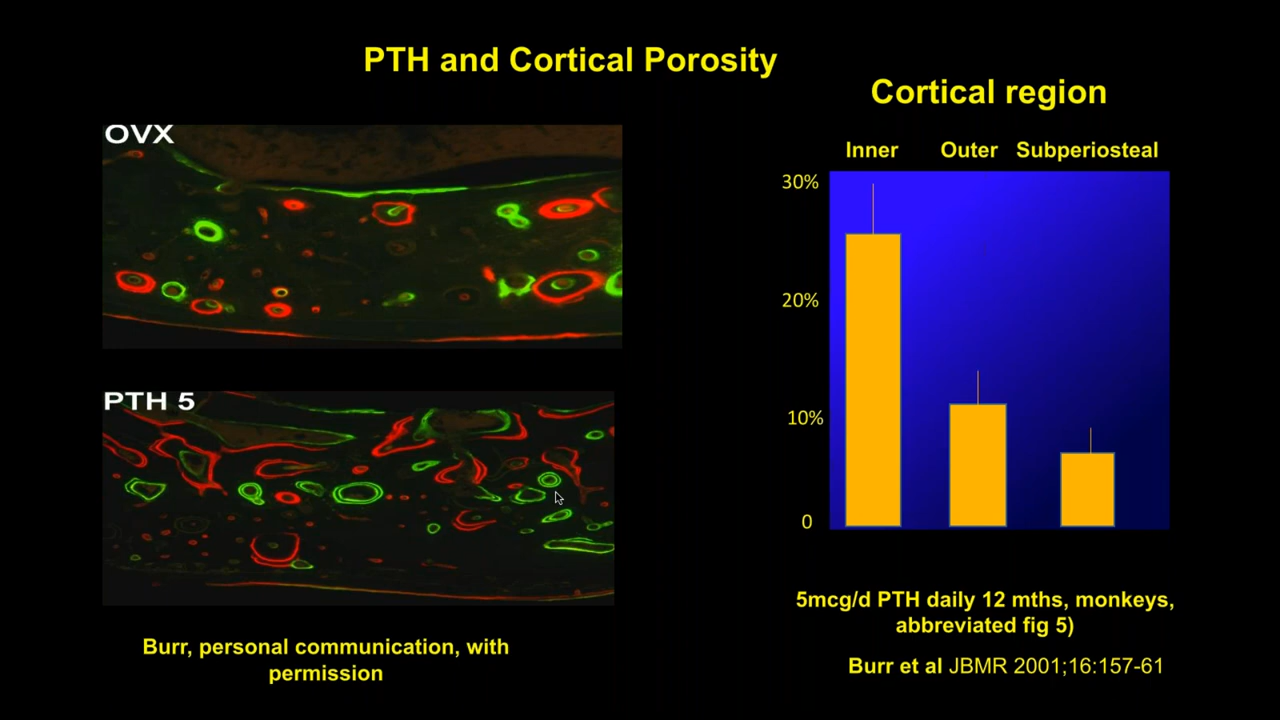 PTH and Cortical Porosity
OVX
PTH 5
Burr, personal communication, with
permission
Cortical region
Inner Outer Subperiosteal
30%
20%
10%
0
5mcg/d PTH daily 12 mths, monkeys,
abbreviated fig 5)
Burr et al JBMR 2001;16:157-61